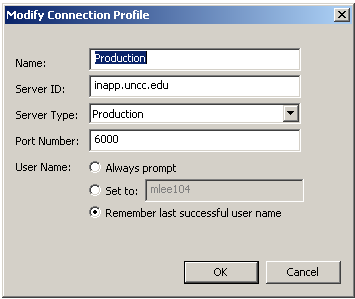 Modify Connection Profile
Name: Production
Server ID: inapp.uncc.edu
Server Type: Production
Port Number: 6000
User Name: Always prompt
Set to: mlee104
Remember last successful user name
OK Cancel